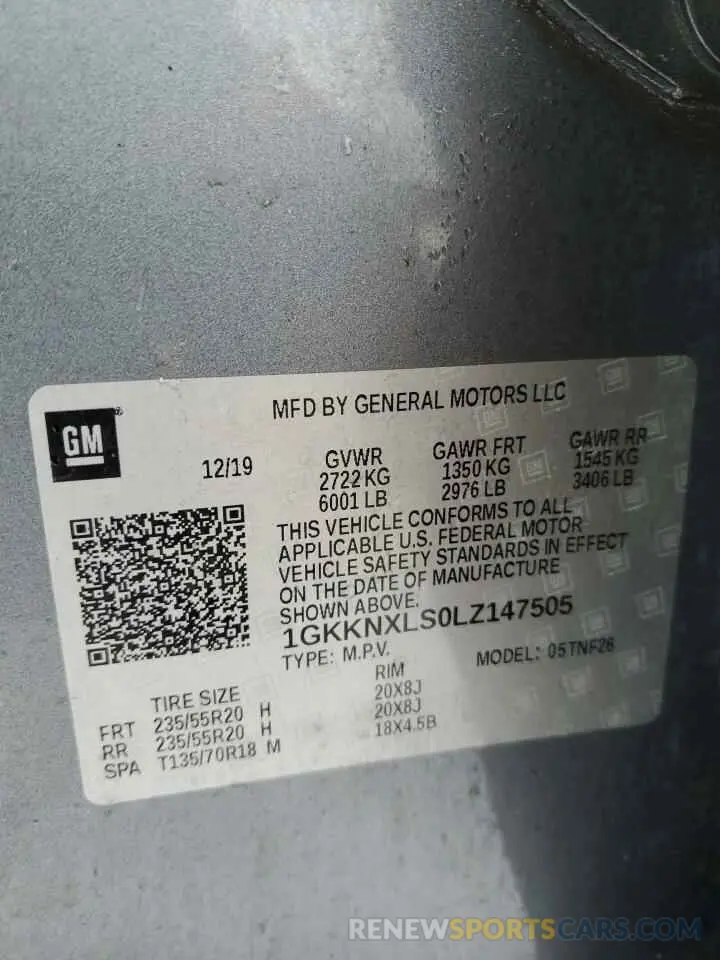 MFD BY GENERAL MOTORS LLC
GM
12/19
GVWR GAWR FRT GAWR RR
2722 KG 1350 KG 1545 KG
6001 LB 2976 LB 3406 LB
THIS VEHICLE CONFORMS TO ALL
APPLICABLE U.S. FEDERAL MOTOR
VEHICLE SAFETY STANDARDS IN EFFECT
ON THE DATE OF MANUFACTURE
SHOWN ABOVE.
1GKKNXLS0LZ147505
TYPE: M.P.V. MODEL: 05TNF26
TIRE SIZE RIM
FRT 235/55R20 H 20X8J
RR 235/55R20 H 20X8J
SPA T135/70R18 M 18X4.5B
RENEWSPORTSCARS.COM